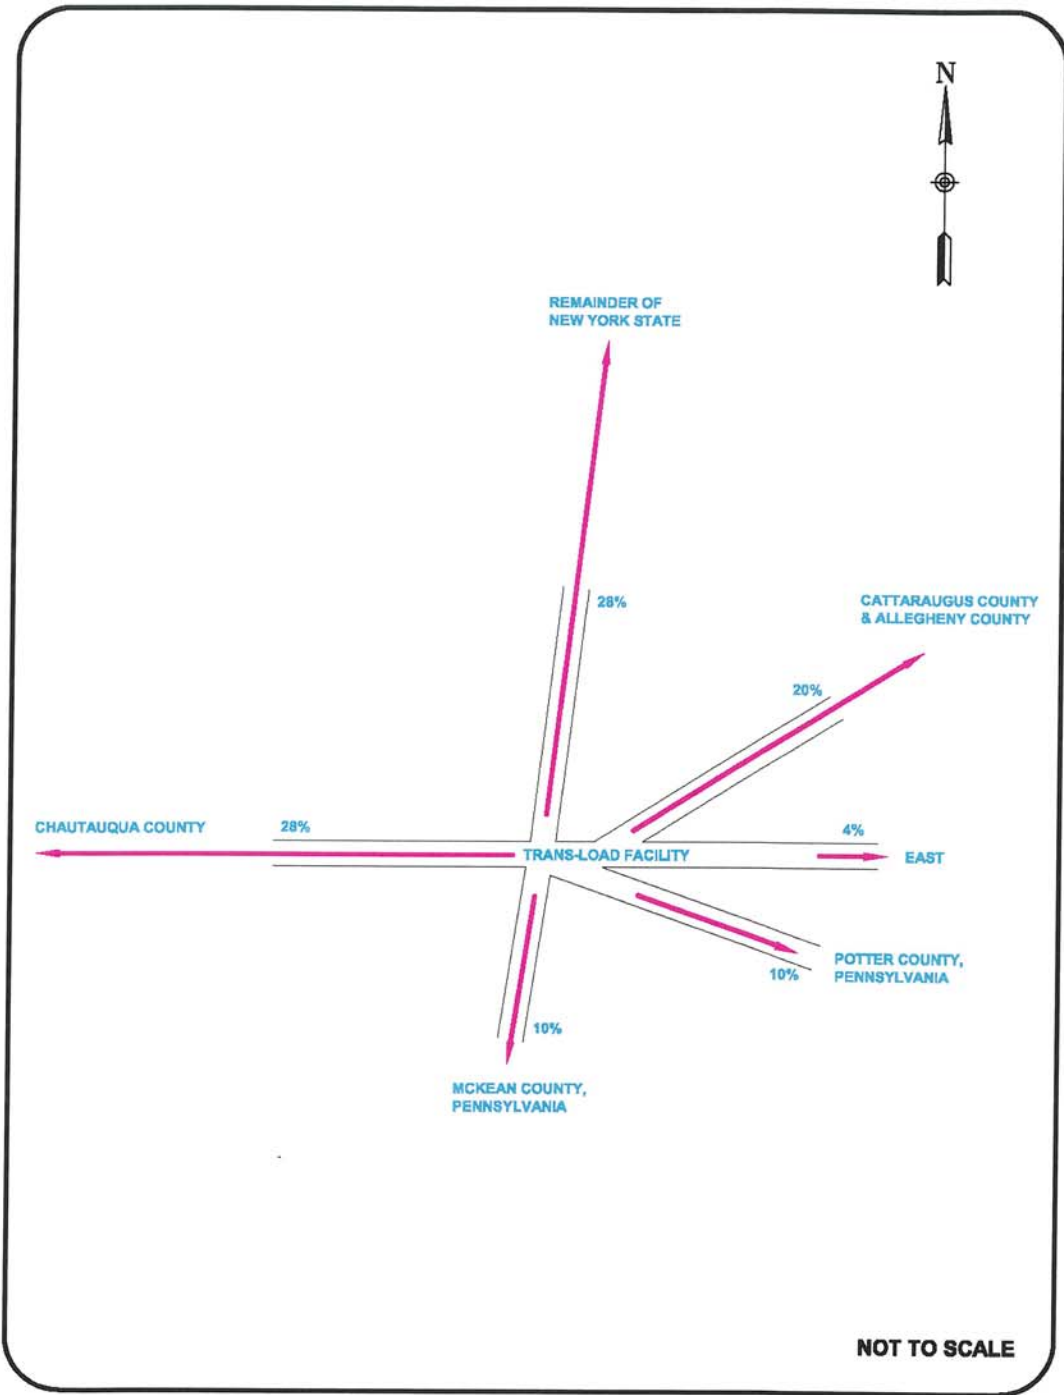 N
REMAINDER OF
NEW YORK STATE
28%
CATTARAUGUS COUNTY
& ALLEGHENY COUNTY
20%
CHAUTAUQUA COUNTY
28%
4%
TRANS-LOAD FACILITY
EAST
POTTER COUNTY,
PENNSYLVANIA
10%
10%
MCKEAN COUNTY,
PENNSYLVANIA
NOT TO SCALE